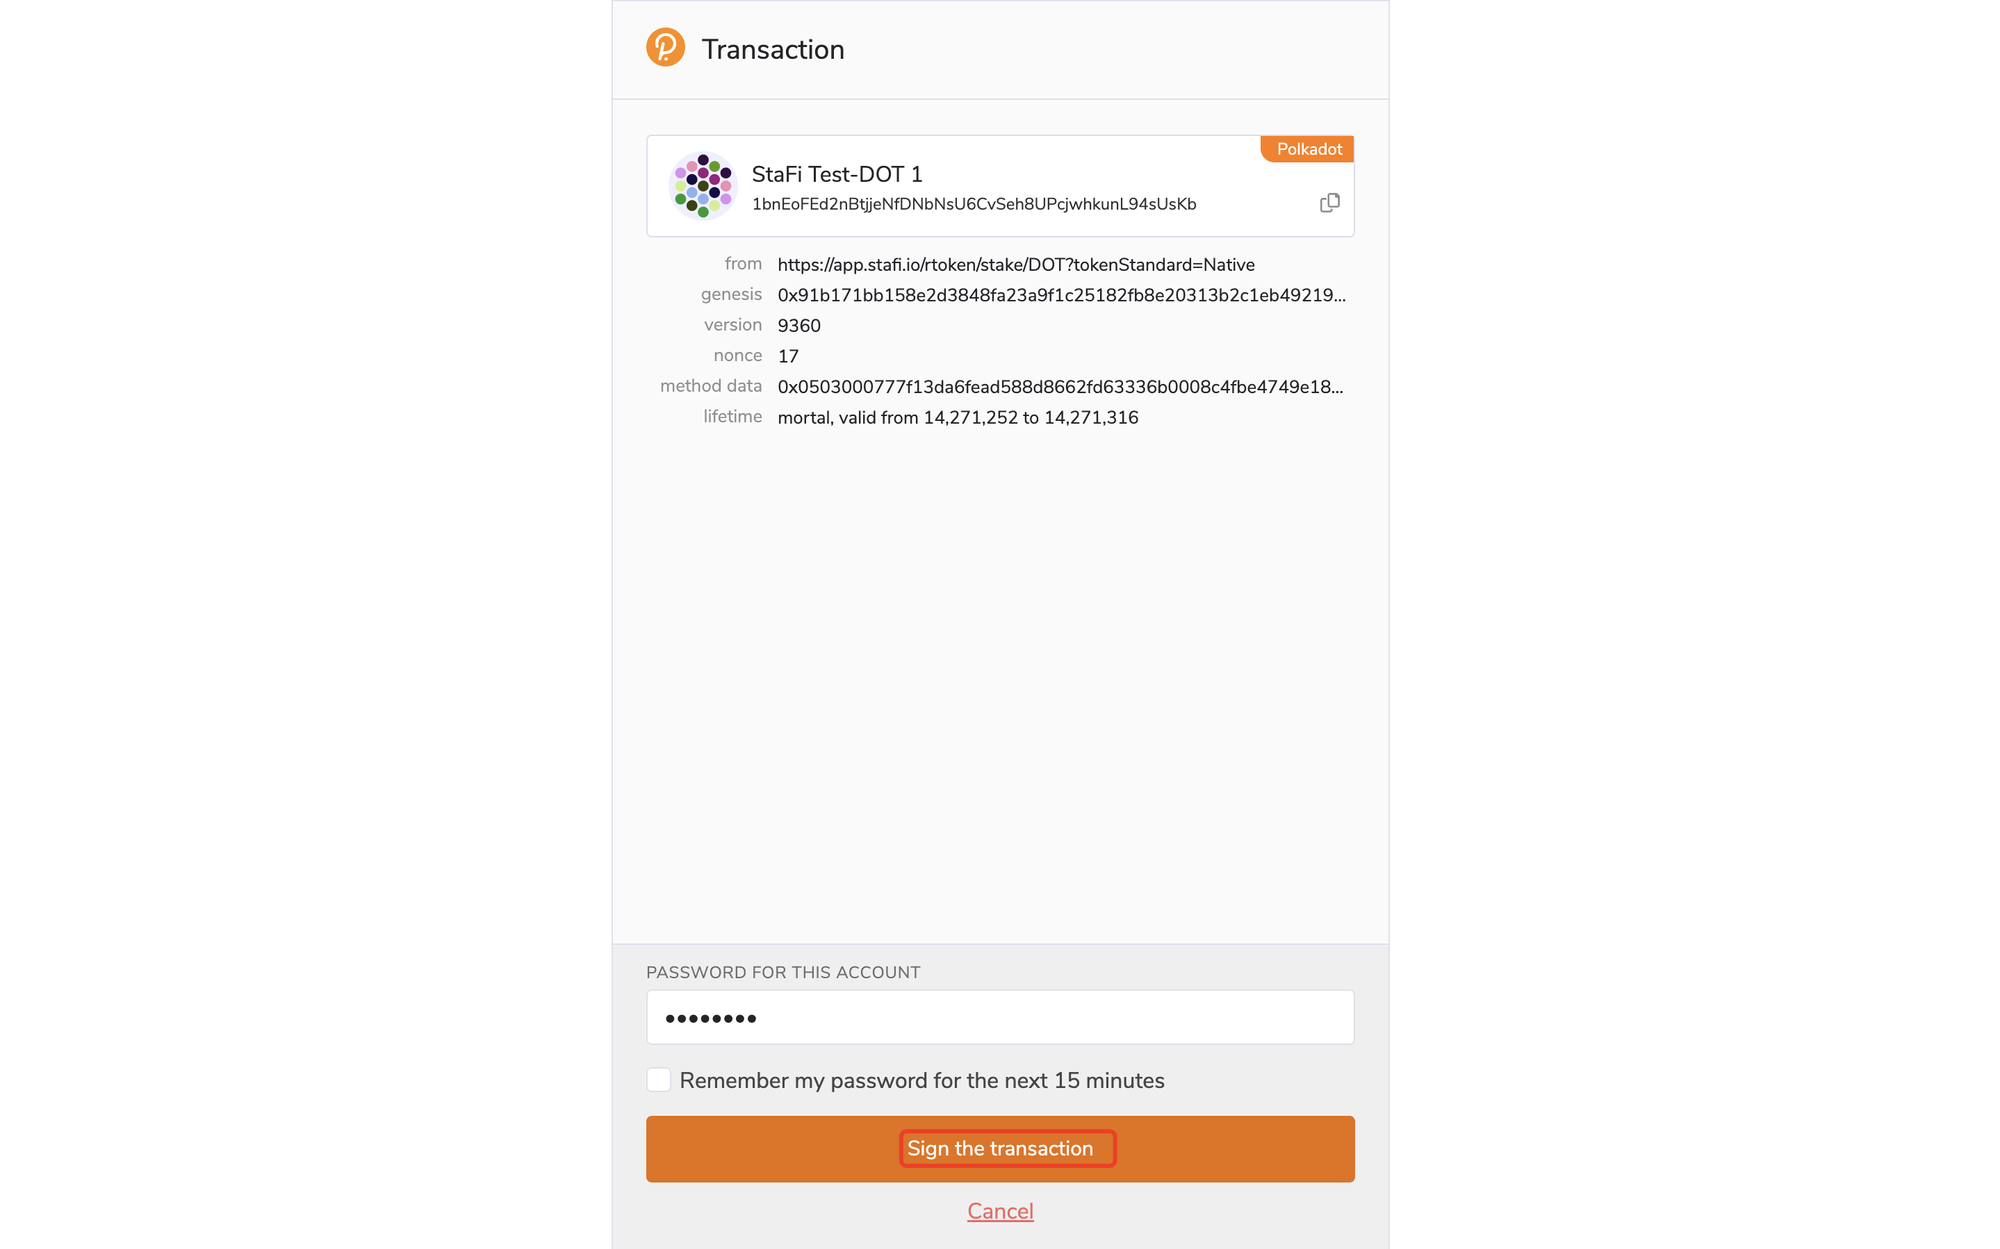 Transaction
Polkadot
StaFi Test-DOT 1
1bnEoFEd2nBtjjeNfDNbNsU6CvSeh8UPcjwhkunL94sUsKb
from https://app.stafi.io/rtoken/stake/DOT?tokenStandard=Native
genesis 0x91b171bb158e2d3848fa23a9f1c25182fb8e20313b2c1eb49219...
version 9360
nonce 17
method data 0x0503000777f13da6fead588d8662fd63336b0008c4fbe4749e18...
lifetime mortal, valid from 14,271,252 to 14,271,316
PASSWORD FOR THIS ACCOUNT
••••••••
Remember my password for the next 15 minutes
Sign the transaction
Cancel